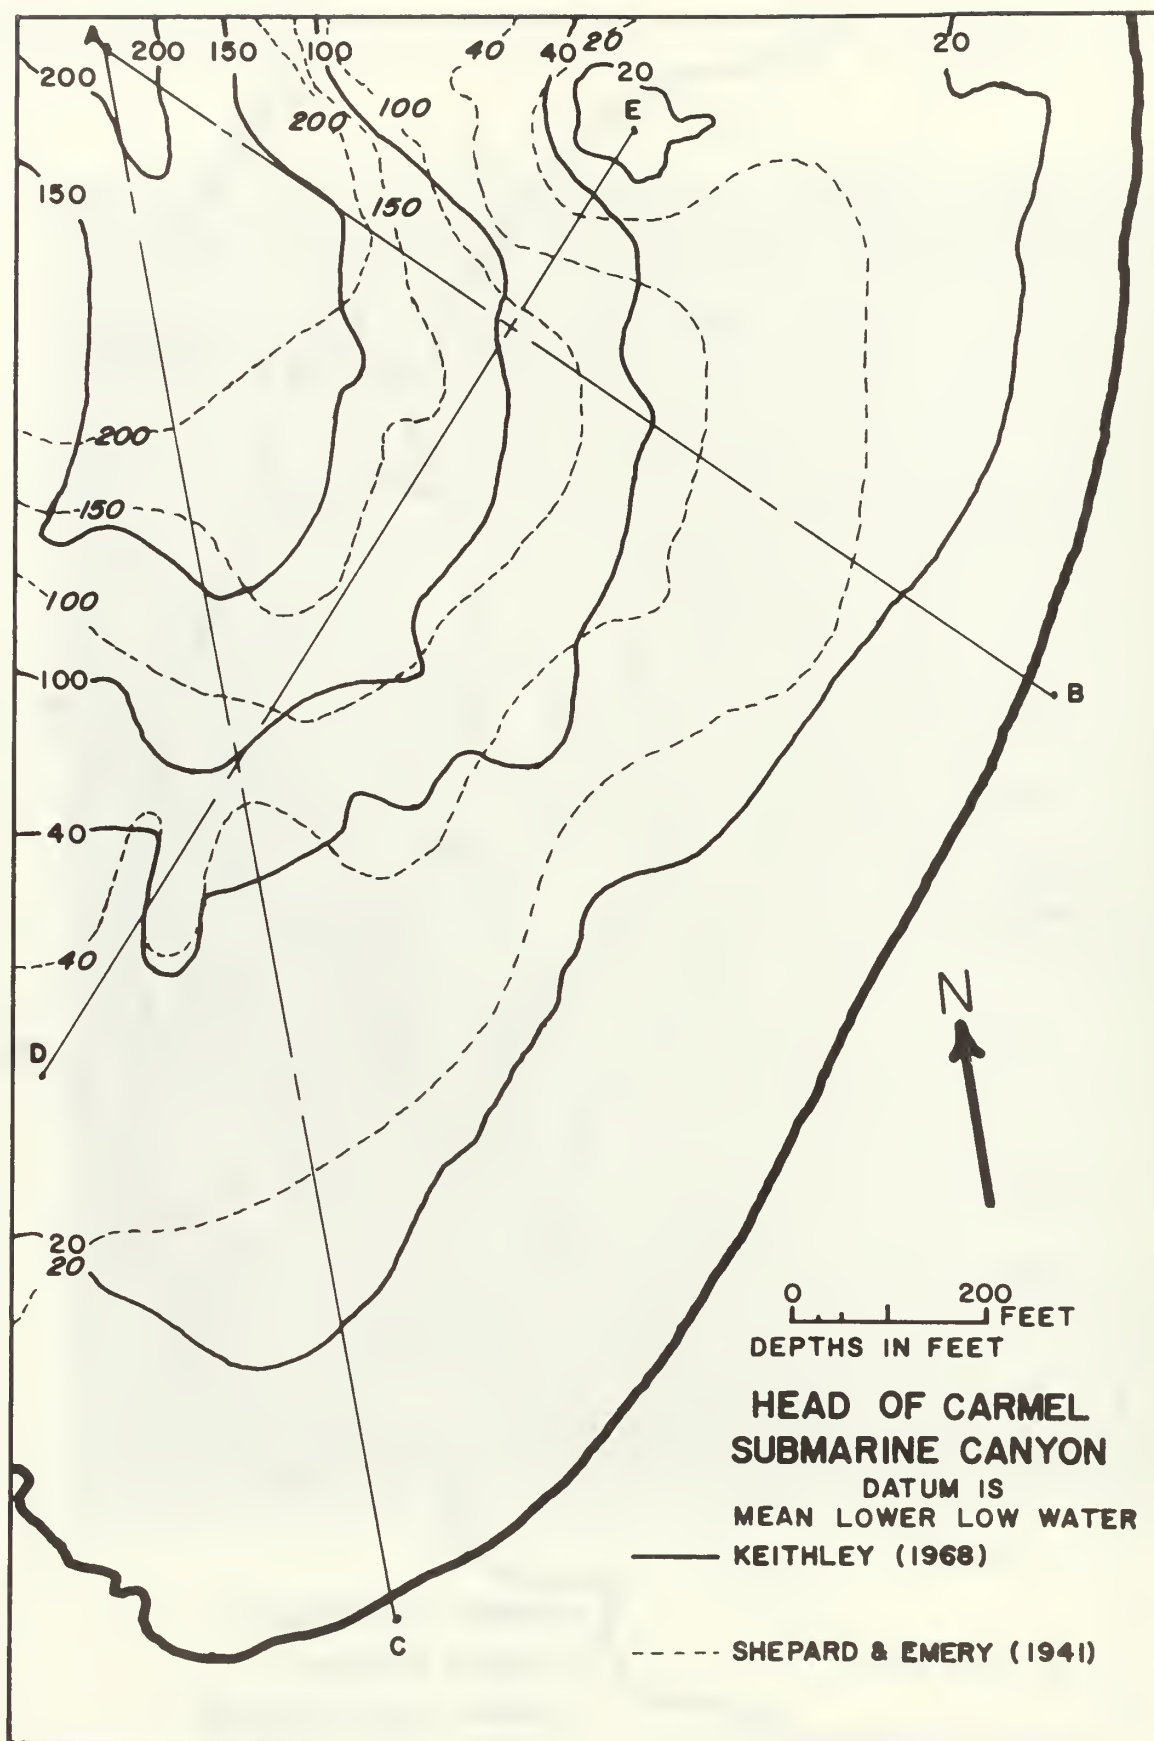 A 200 150 100 40 40 20 20
200 20
100 E
200
150
150
200
150
100
100
B
40
40
N
D
20
20
0 200 FEET
DEPTHS IN FEET
HEAD OF CARMEL
SUBMARINE CANYON
DATUM IS
MEAN LOWER LOW WATER
KEITHLEY (1968)
C
SHEPARD & EMERY (1941)